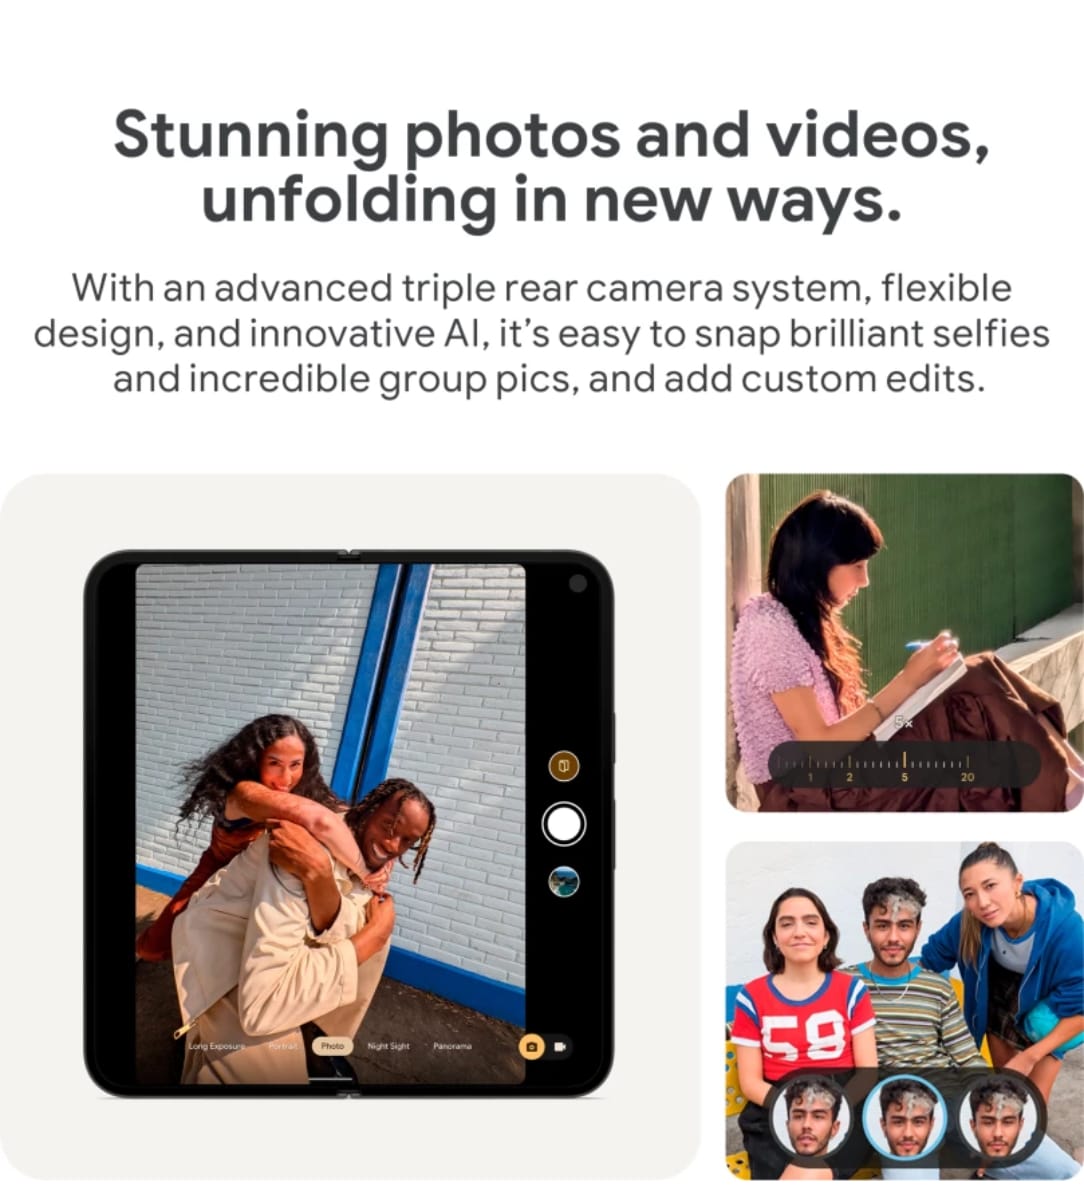 Stunning photos and videos,
unfolding in new ways.
With an advanced triple rear camera system, flexible
design, and innovative AI, it’s easy to snap brilliant selfies
and incredible group pics, and add custom edits.
Long Exposure Portrait Photo Night Sight Panorama
5×
1 2 5 20
58